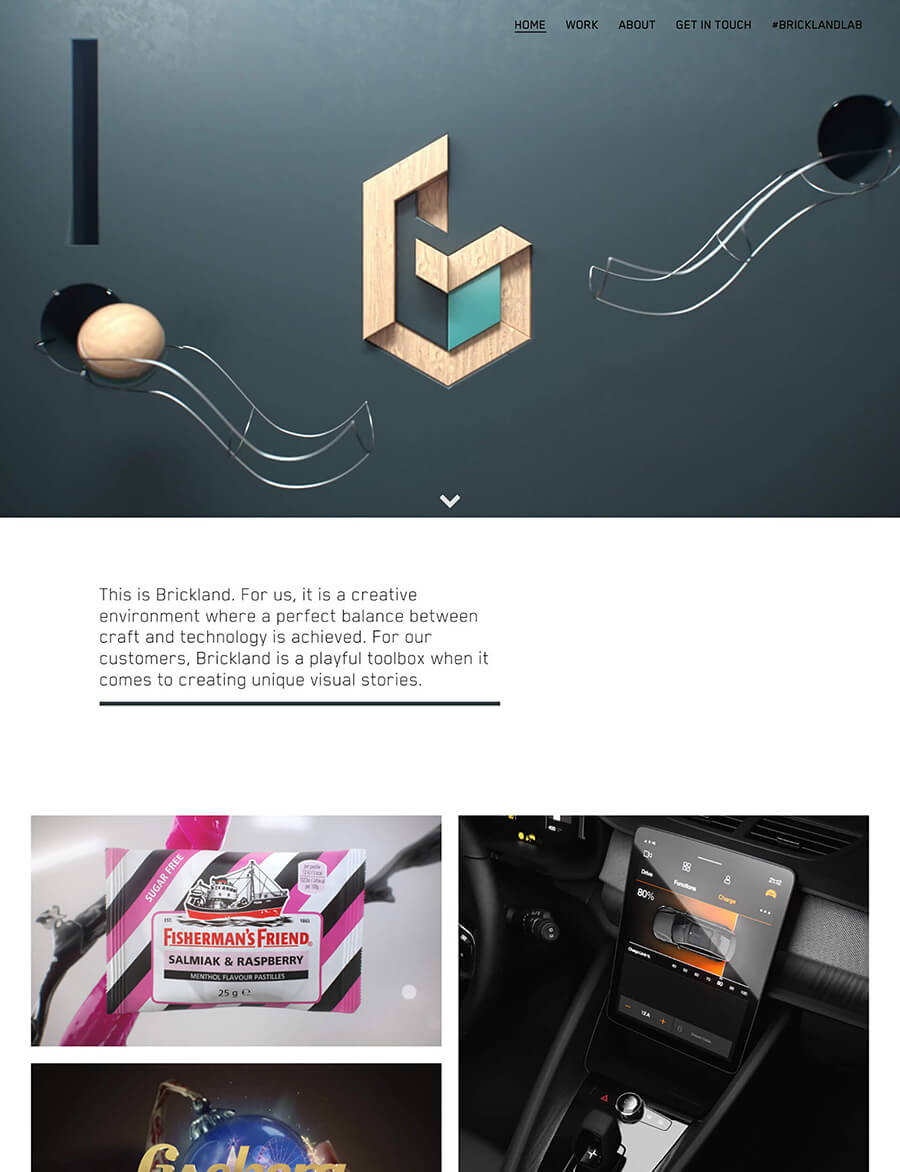 HOME WORK ABOUT GET IN TOUCH #BRICKLANDLAB
This is Brickland. For us, it is a creative
environment where a perfect balance between
craft and technology is achieved. For our
customers, Brickland is a playful toolbox when it
comes to creating unique visual stories.
SUGAR FREE
EST. 1865
FISHERMAN'S FRIEND®
SALMIAK & RASPBERRY
MENTHOL FLAVOUR PASTILLES
25 g ℮
21:12
Drive Functions
80% Charge
12 A